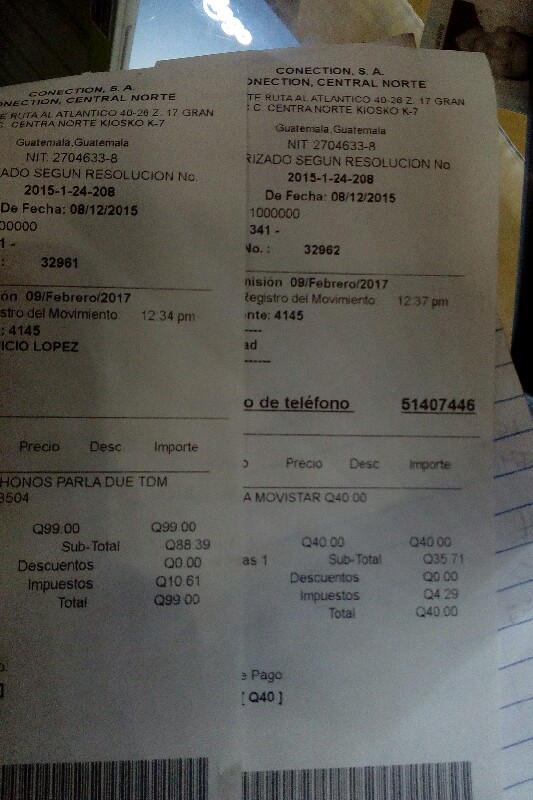 CONECTION, S. A.
ONECTION, CENTRAL NORTE
E RUTA AL ATLANTICO 40-26 Z. 17 GRAN
C. CENTRA NORTE KIOSKO K-7
Guatemala,Guatemala
NIT: 2704633-8
ZADO SEGUN RESOLUCION No.
2015-1-24-208
De Fecha: 08/12/2015
00000
1 -
: 32961
ón 09/Febrero/2017
stro del Movimiento: 12:34 pm
: 4145
ICIO LOPEZ
Precio Desc. Importe
HONOS PARLA DUE TDM
3504
Q99.00 Q99.00
Sub-Total Q88.39
Descuentos Q0.00
Impuestos Q10.61
Total Q99.00
o.
]
CONECTION, S. A.
ONECTION, CENTRAL NORTE
TE RUTA AL ATLANTICO 40-26 Z. 17 GRAN
C. CENTRA NORTE KIOSKO K-7
Guatemala,Guatemala
NIT: 2704633-8
RIZADO SEGUN RESOLUCION No
2015-1-24-208
De Fecha: 08/12/2015
1000000
341 -
No. : 32962
misión 09/Febrero/2017
Registro del Movimiento: 12:37 pm
nte: 4145
ad
o de teléfono 51407446
o Precio Desc Importe
A MOVISTAR Q40.00
Q40.00 Q40.00
as 1 Sub-Total Q35.71
Descuentos Q0.00
Impuestos Q4.29
Total Q40.00
e Pago
[ Q40 ]